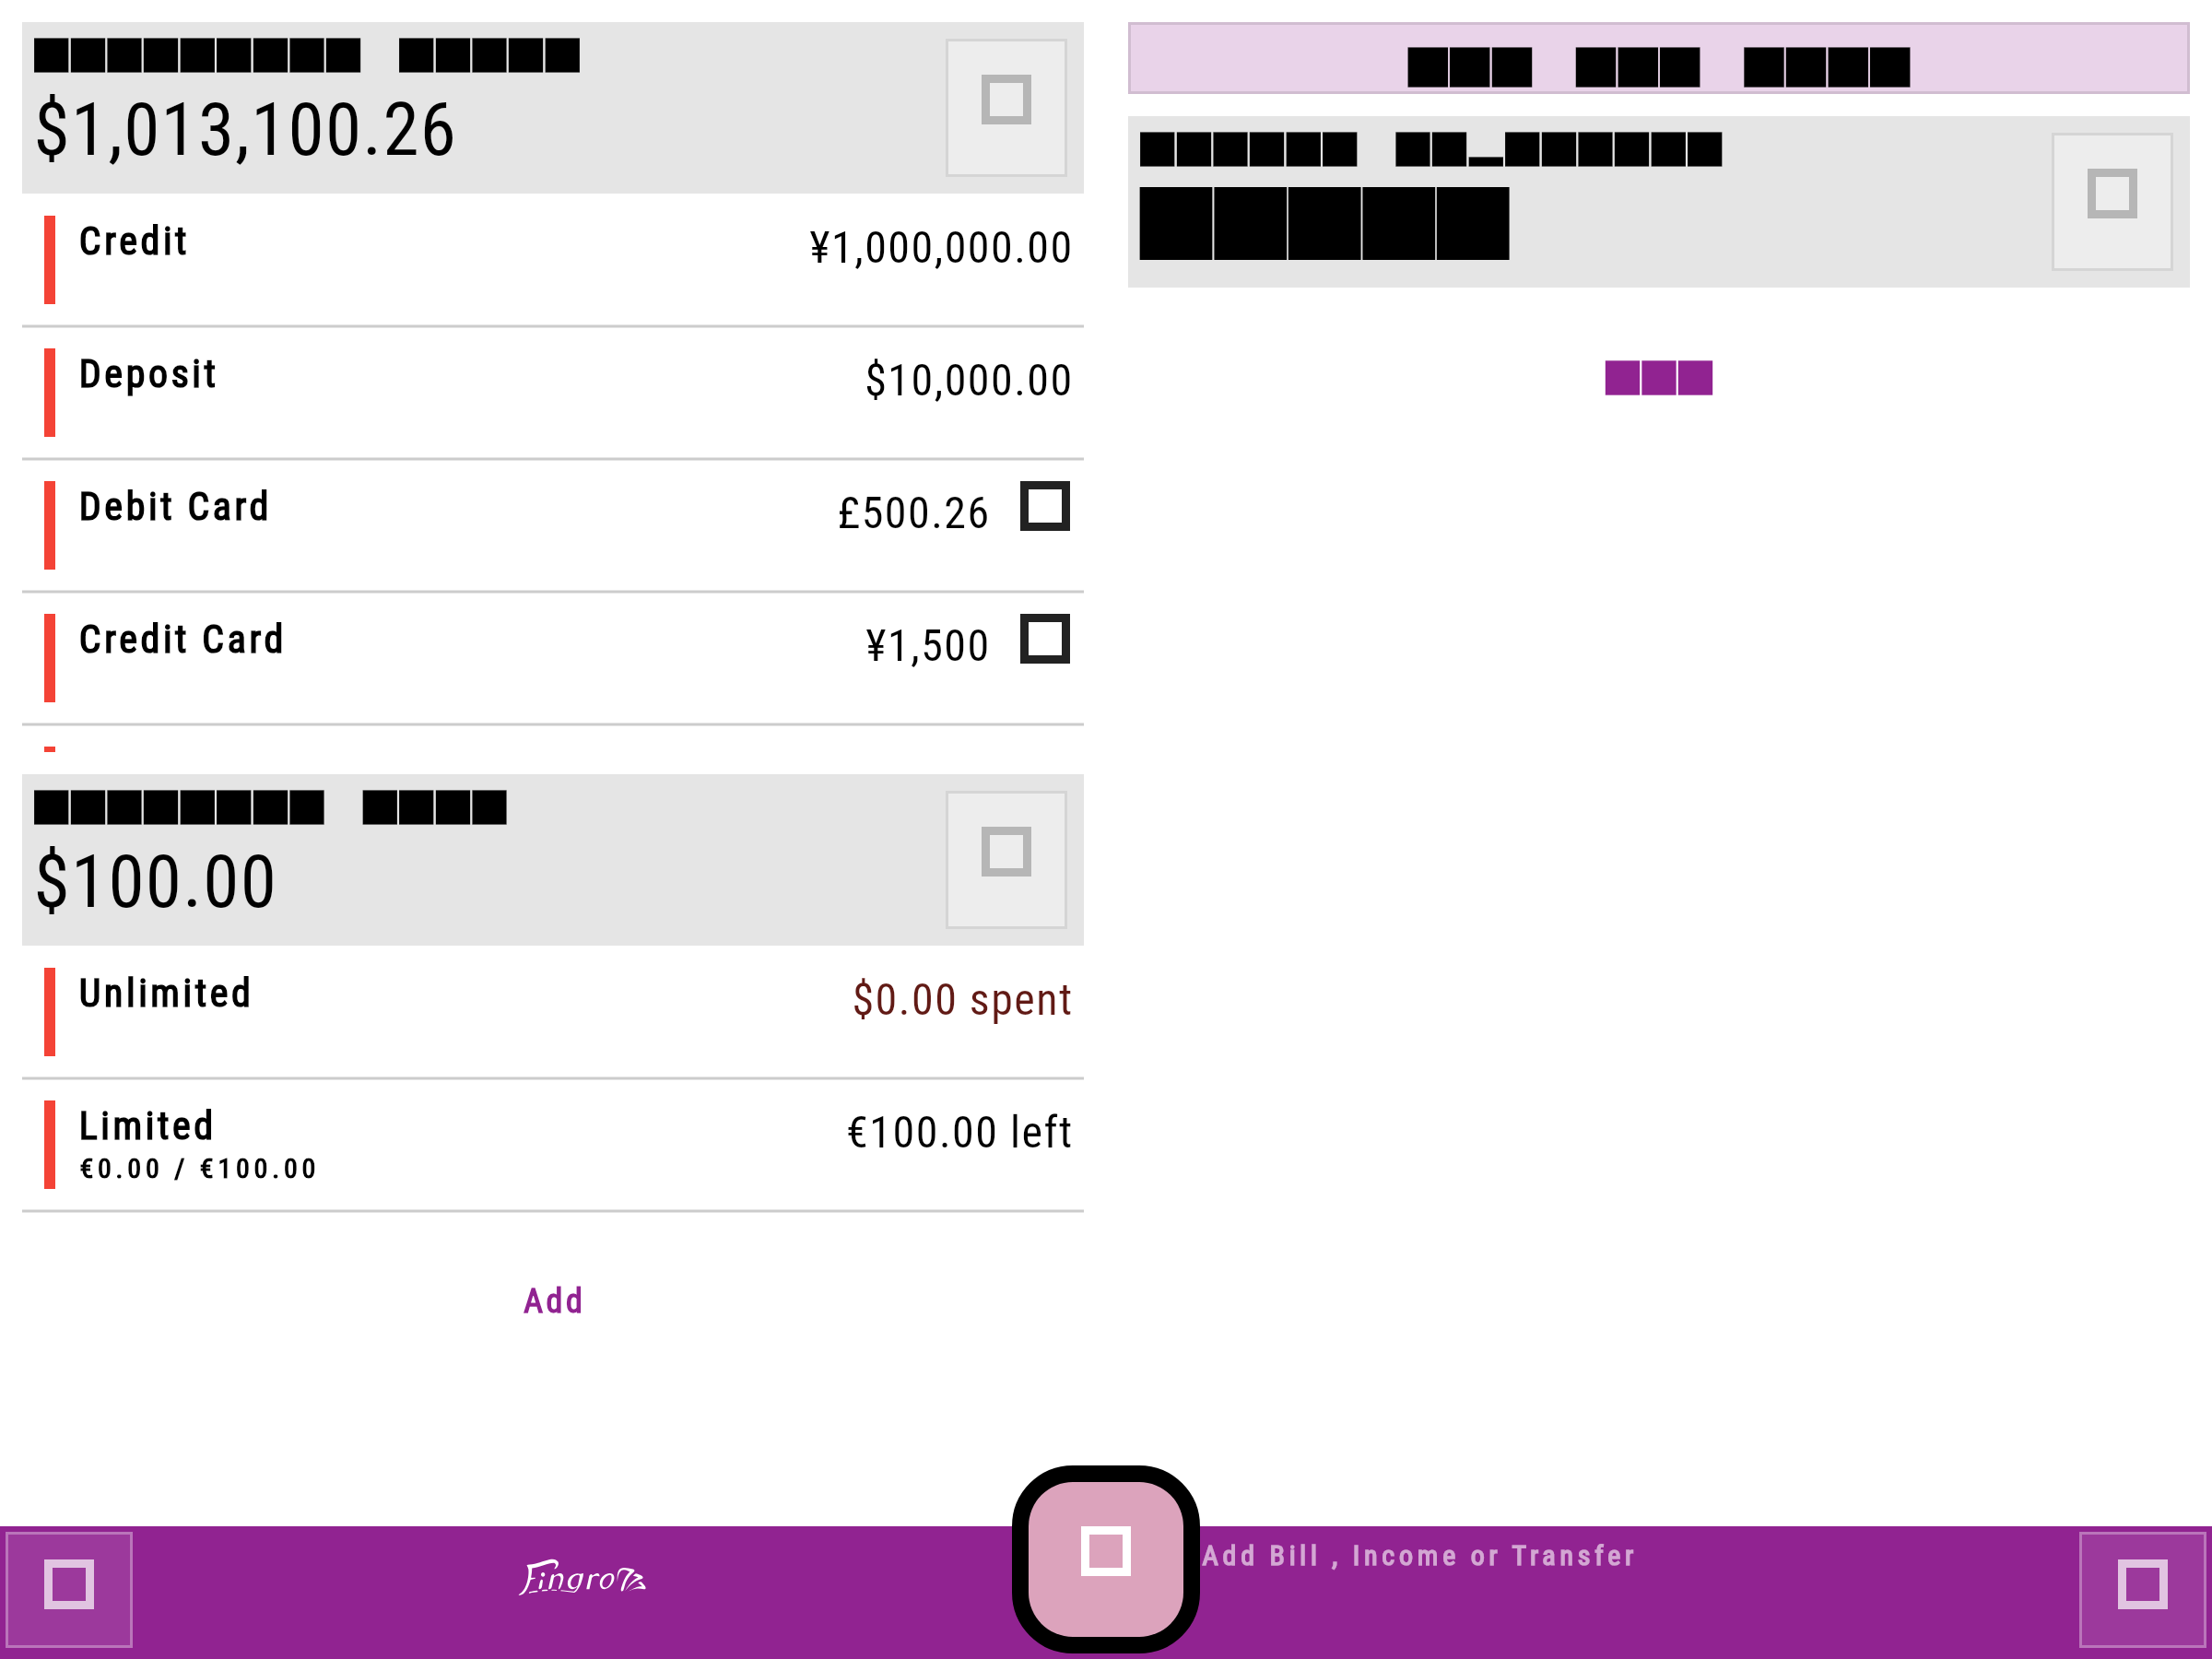 $1,013,100.26
Credit
¥1,000,000.00
Deposit
$10,000.00
Debit Card
£500.26
Credit Card
¥1,500
$100.00
Unlimited
$0.00 spent
Limited
€100.00 left
€0.00 / €100.00
Add
Fingro
Add Bill , Income or Transfer